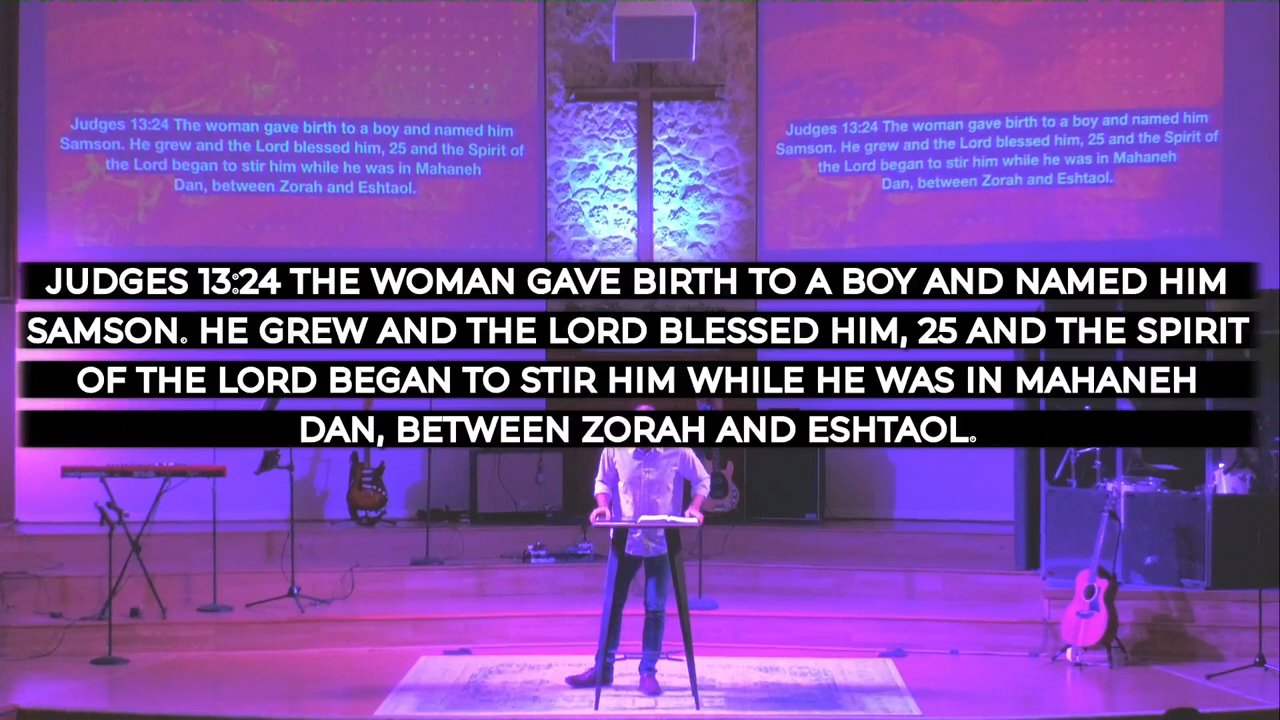 Judges 13:24 The woman gave birth to a boy and named him
Samson. He grew and the Lord blessed him, 25 and the Spirit of
the Lord began to stir him while he was in Mahaneh
Dan, between Zorah and Eshtaol.
Judges 13:24 The woman gave birth to a boy and named him
Samson. He grew and the Lord blessed him, 25 and the Spirit of
the Lord began to stir him while he was in Mahaneh
Dan, between Zorah and Eshtaol.
JUDGES 13:24 THE WOMAN GAVE BIRTH TO A BOY AND NAMED HIM
SAMSON. HE GREW AND THE LORD BLESSED HIM, 25 AND THE SPIRIT
OF THE LORD BEGAN TO STIR HIM WHILE HE WAS IN MAHANEH
DAN, BETWEEN ZORAH AND ESHTAOL.